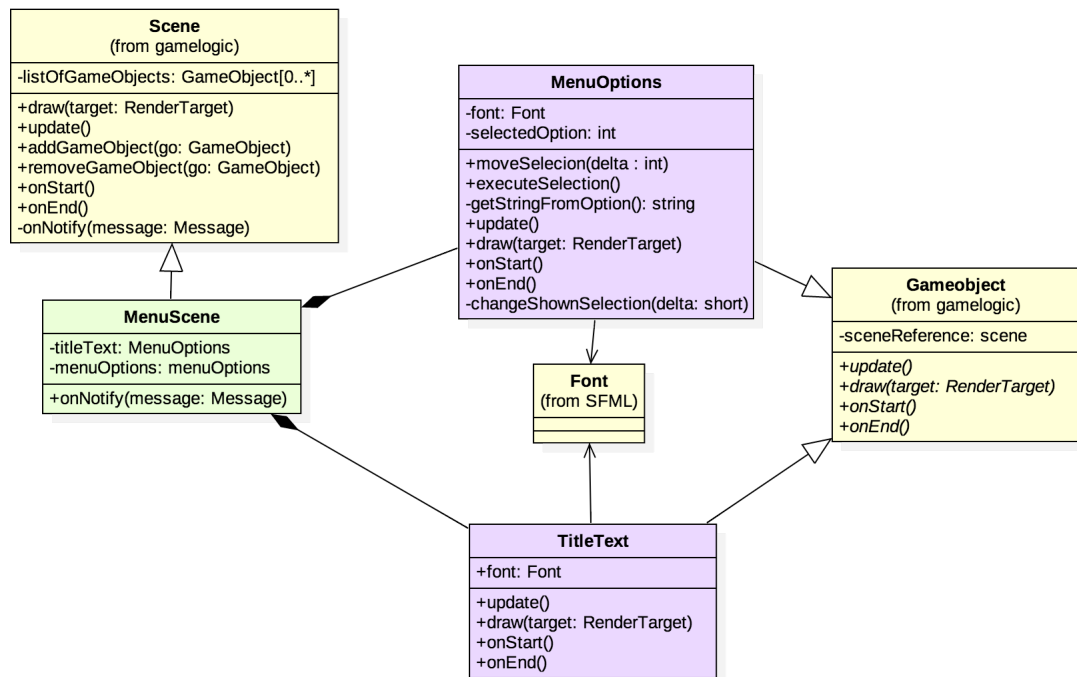 Scene
(from gamelogic)
-listOfGameObjects: GameObject[0..*]
+draw(target: RenderTarget)
+update()
+addGameObject(go: GameObject)
+removeGameObject(go: GameObject)
+onStart()
+onEnd()
-onNotify(message: Message)
MenuOptions
-font: Font
-selectedOption: int
+moveSelecion(delta : int)
+executeSelection()
-getStringFromOption(): string
+update()
+draw(target: RenderTarget)
+onStart()
+onEnd()
-changeShownSelection(delta: short)
Gameobject
(from gamelogic)
-sceneReference: scene
+update()
+draw(target: RenderTarget)
+onStart()
+onEnd()
MenuScene
-titleText: MenuOptions
-menuOptions: menuOptions
+onNotify(message: Message)
Font
(from SFML)
TitleText
+font: Font
+update()
+draw(target: RenderTarget)
+onStart()
+onEnd()